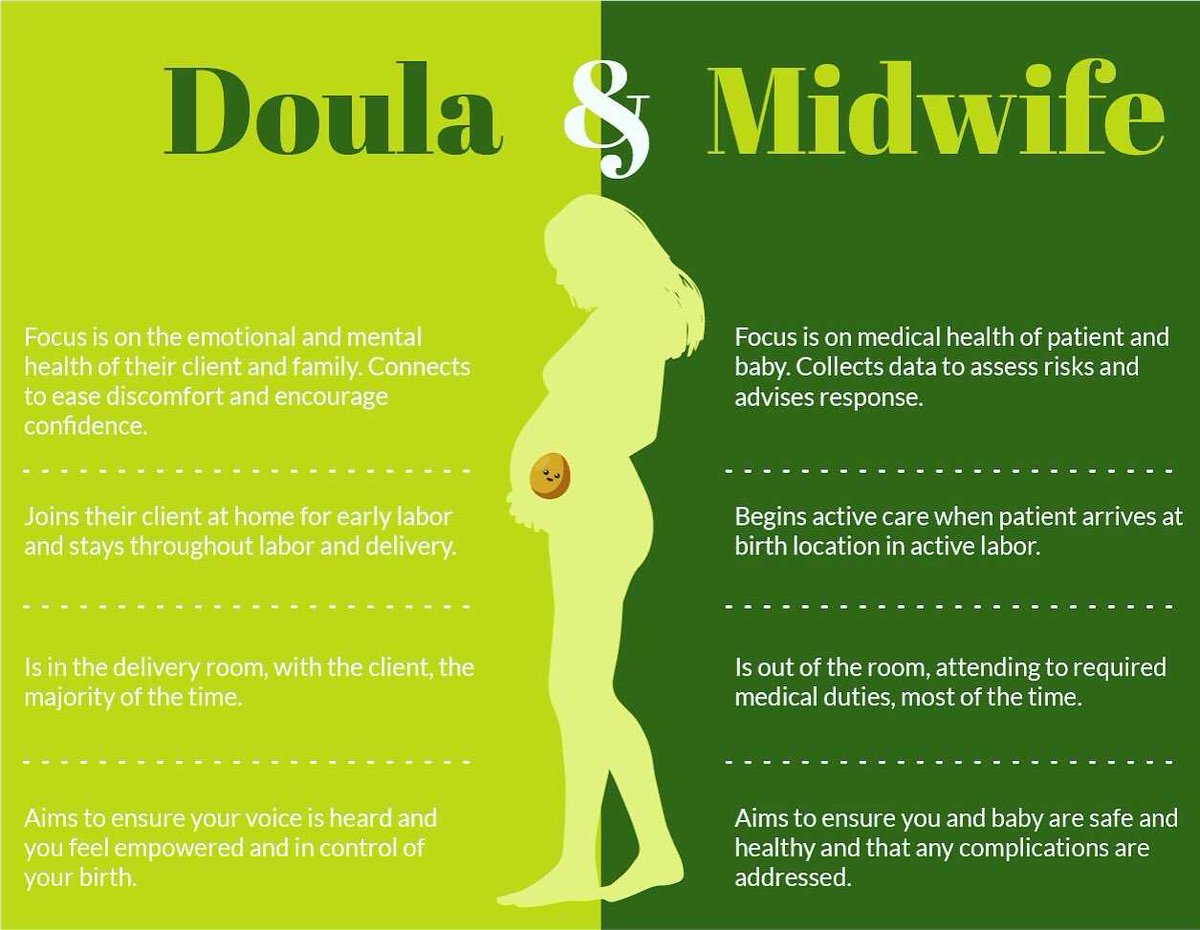 Doula & Midwife
Focus is on the emotional and mental
health of their client and family. Connects
to ease discomfort and encourage
confidence.
Joins their client at home for early labor
and stays throughout labor and delivery.
Is in the delivery room, with the client, the
majority of the time.
Aims to ensure your voice is heard and
you feel empowered and in control of
your birth.
Focus is on medical health of patient and
baby. Collects data to assess risks and
advises response.
Begins active care when patient arrives at
birth location in active labor.
Is out of the room, attending to required
medical duties, most of the time.
Aims to ensure you and baby are safe and
healthy and that any complications are
addressed.